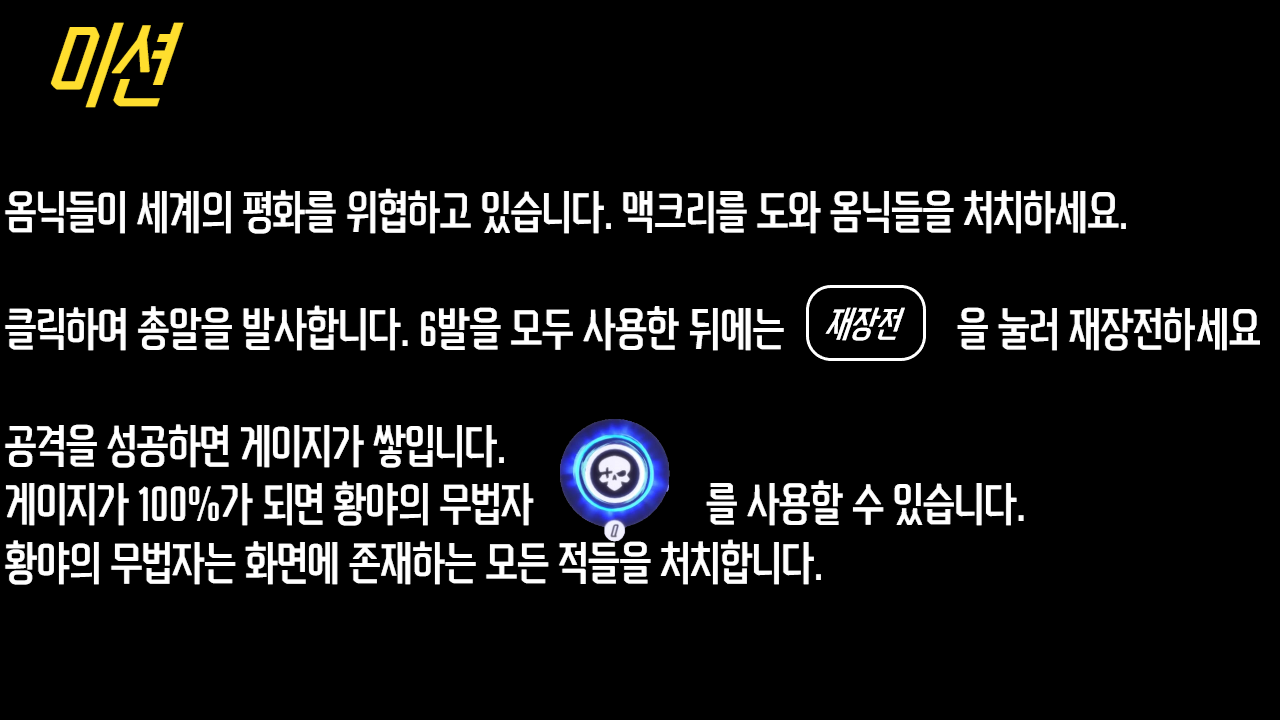 미션
옴닉들이 세계의 평화를 위협하고 있습니다. 맥크리를 도와 옴닉들을 처치하세요.
클릭하여 총알을 발사합니다. 6발을 모두 사용한 뒤에는 재장전 을 눌러 재장전하세요
공격을 성공하면 게이지가 쌓입니다.
게이지가 100%가 되면 황야의 무법자 Q 를 사용할 수 있습니다.
황야의 무법자는 화면에 존재하는 모든 적들을 처치합니다.